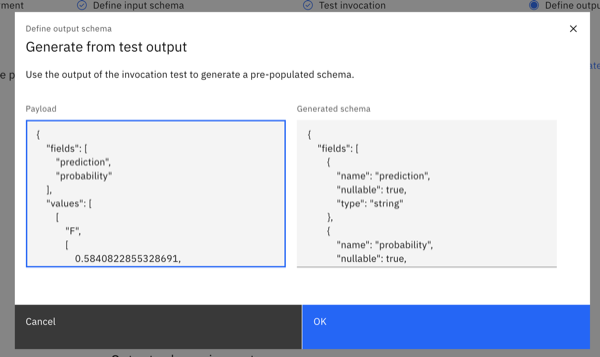 ment
Define input schema
Test invocation
Define outpu
Define output schema
Generate from test output
Use the output of the invocation test to generate a pre-populated schema.
e p
ate
Payload
{
"fields": [
"prediction",
"probability"
],
"values": [
[
"F",
[
0.5840822855328691,
Generated schema
{
"fields": [
{
"name": "prediction",
"nullable": true,
"type": "string"
},
{
"name": "probability",
"nullable": true,
Cancel
OK